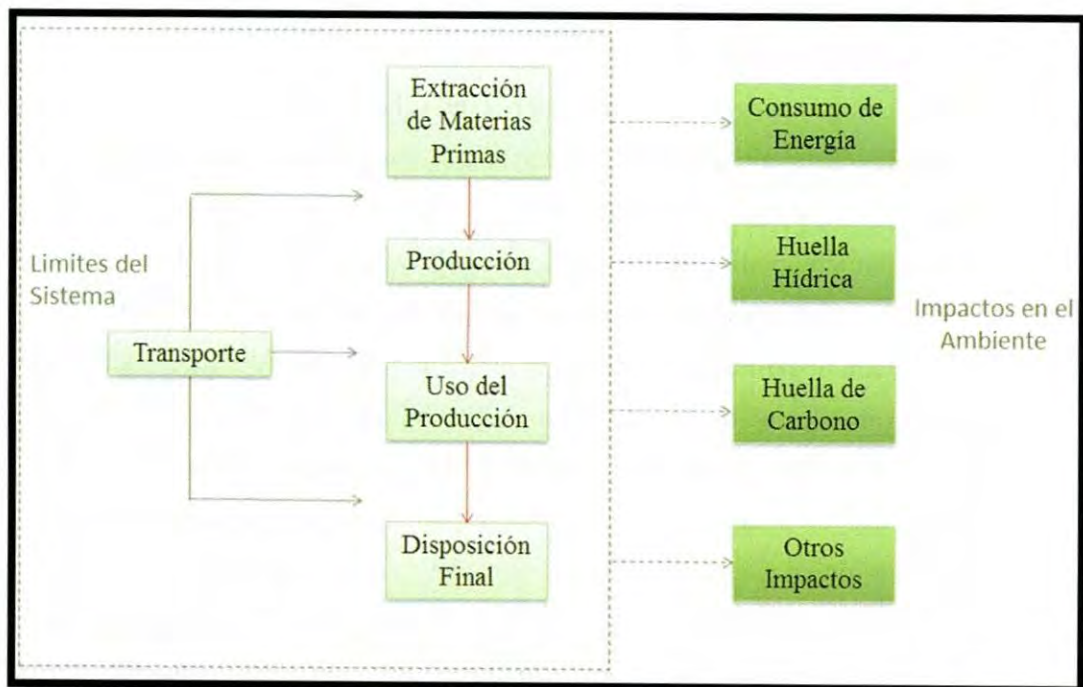 Extracción
de Materias
Primas
Consumo de
Energía
Producción
Huella
Hídrica
Limites del
Sistema
Transporte
Impactos en el
Ambiente
Uso del
Producción
Huella de
Carbono
Disposición
Final
Otros
Impactos